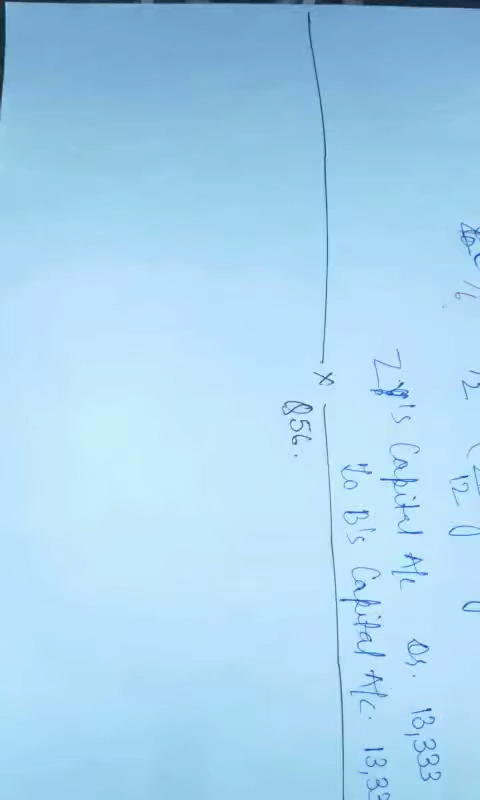 Z's Capital A/c Dr. 13,333
To B's Capital A/c. 13,33
x
Q56.